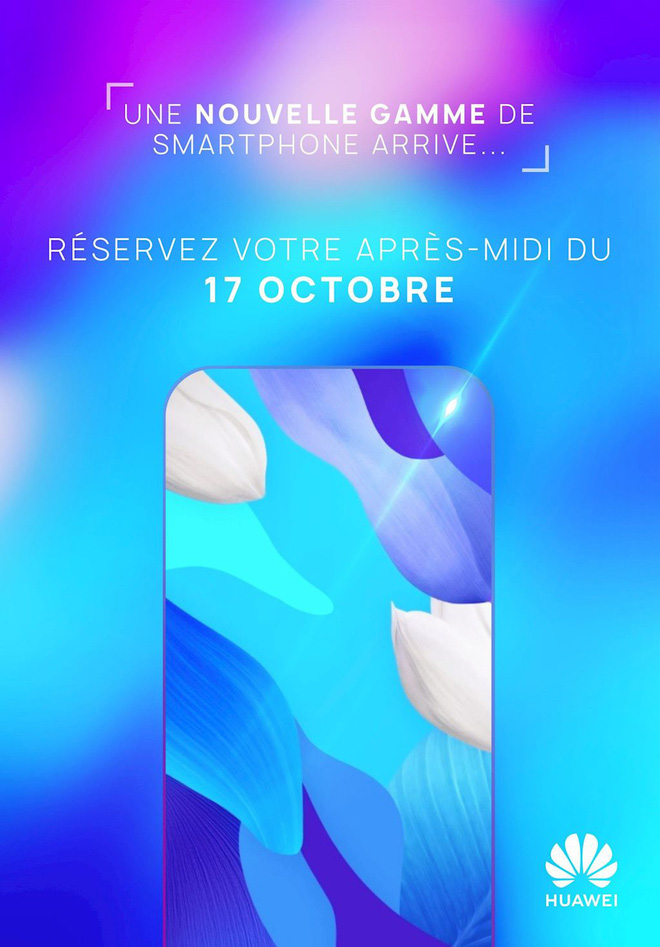 UNE NOUVELLE GAMME DE
SMARTPHONE ARRIVE...
RÉSERVEZ VOTRE APRÈS-MIDI DU
17 OCTOBRE
HUAWEI